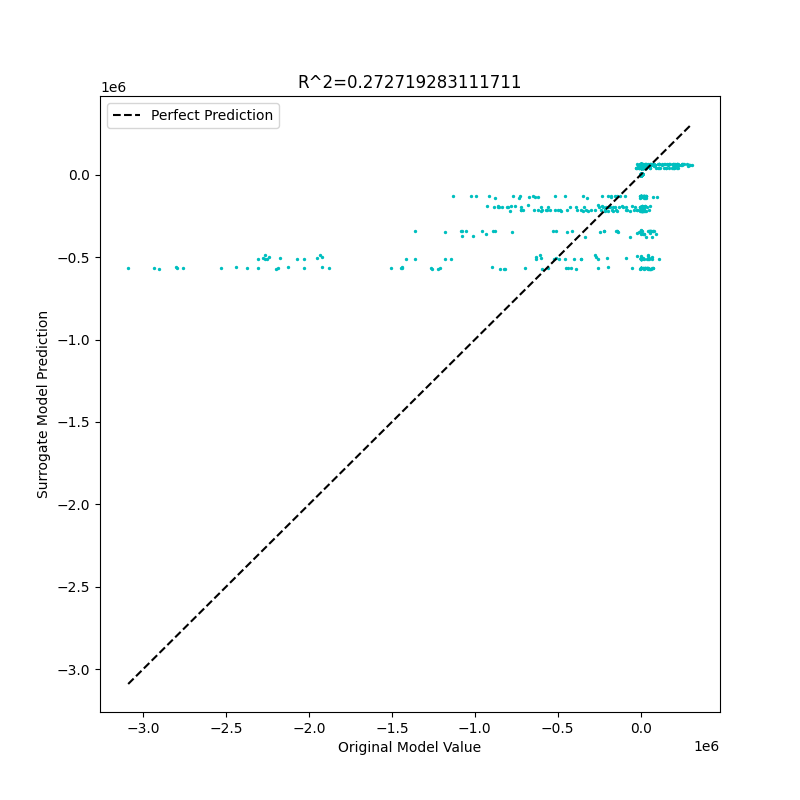 R^2=0.272719283111711
1e6
Perfect Prediction
0.0
−0.5
−1.0
−1.5
−2.0
−2.5
−3.0
Surrogate Model Prediction
−3.0 −2.5 −2.0 −1.5 −1.0 −0.5 0.0
Original Model Value
1e6